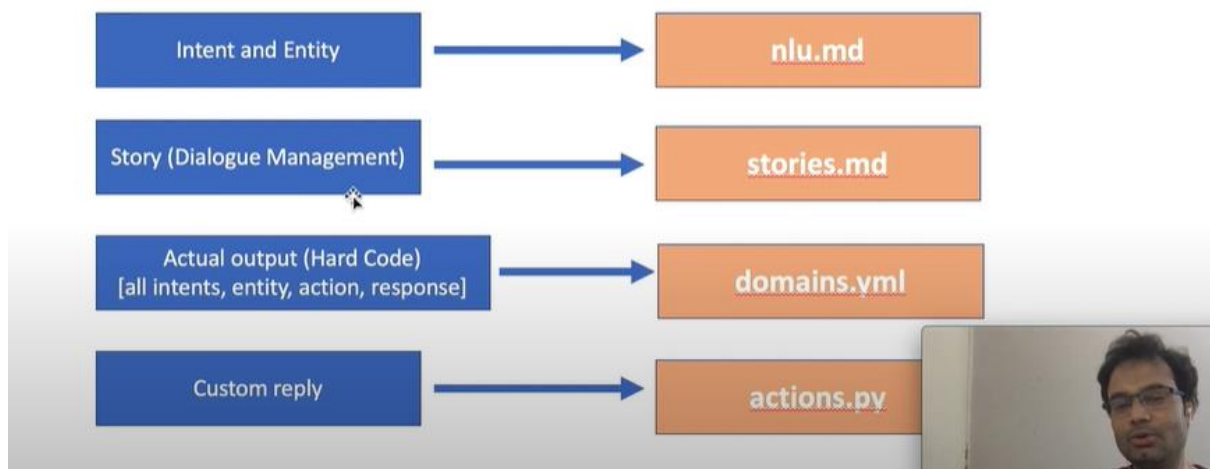 Intent and Entity
nlu.md
Story (Dialogue Management)
stories.md
Actual output (Hard Code)
[all intents, entity, action, response]
domains.yml
Custom reply
actions.py